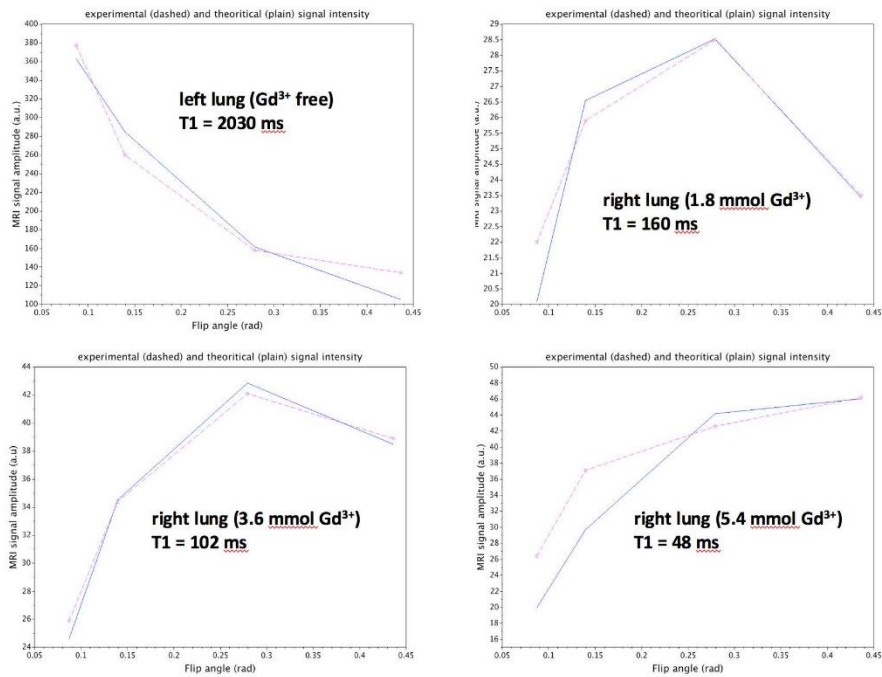 experimental (dashed) and theoritical (plain) signal intensity
400
380
360
340
320
300
280
260
240
220
200
180
160
140
120
100
MRI signal amplitude (a.u.)
left lung (Gd³⁺ free)
T1 = 2030 ms
0.05 0.1 0.15 0.2 0.25 0.3 0.35 0.4 0.45
Flip angle (rad)
experimental (dashed) and theoritical (plain) signal intensity
29
28.5
28
27.5
27
26.5
26
25.5
25
24.5
24
23.5
23
22.5
22
21.5
21
20.5
20
MRI signal amplitude (a.u.)
right lung (1.8 mmol Gd³⁺)
T1 = 160 ms
0.05 0.1 0.15 0.2 0.25 0.3 0.35 0.4 0.45
experimental (dashed) and theoritical (plain) signal intensity
44
42
40
38
36
34
32
30
28
26
24
MRI signal amplitude (a.u)
right lung (3.6 mmol Gd³⁺)
T1 = 102 ms
0.05 0.1 0.15 0.2 0.25 0.3 0.35 0.4 0.45
Flip angle (rad)
experimental (dashed) and theoritical (plain) signal intensity
50
48
46
44
42
40
38
36
34
32
30
28
26
24
22
20
18
16
MRI signal amplitude (a.u.)
right lung (5.4 mmol Gd³⁺)
T1 = 48 ms
0.05 0.1 0.15 0.2 0.25 0.3 0.35 0.4 0.45
Flip angle (rad)